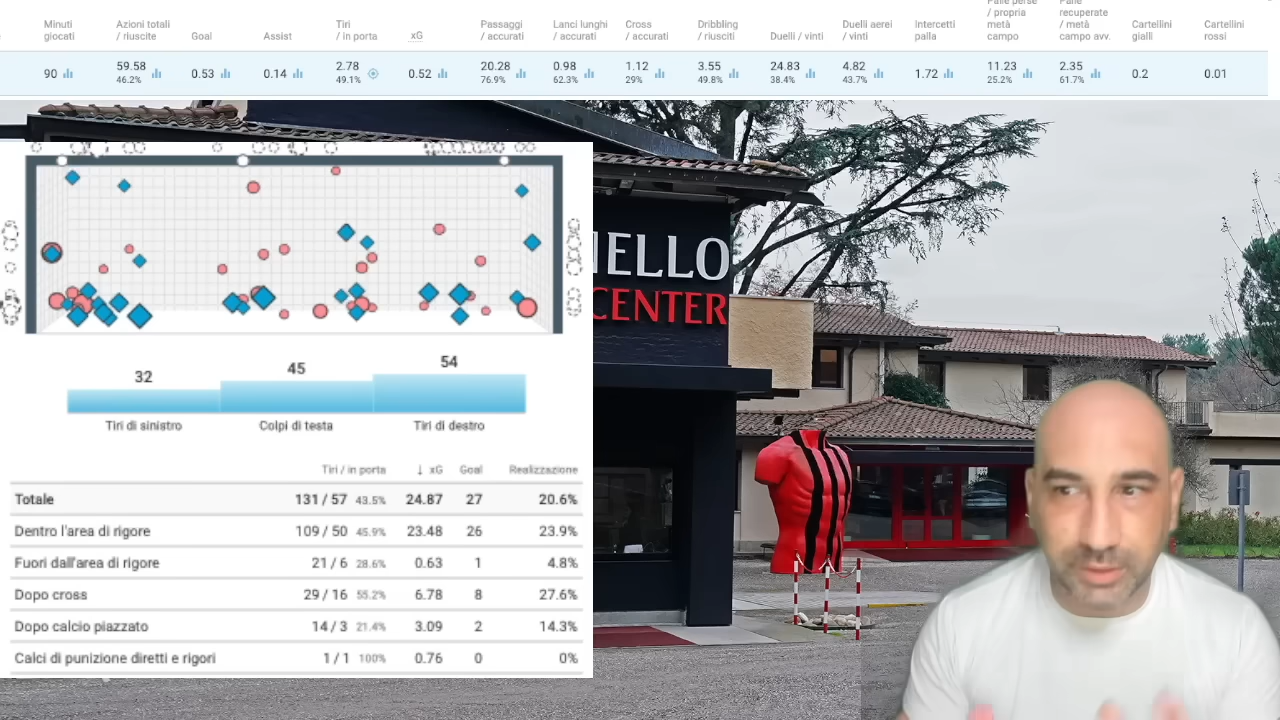 Minuti giocati
Azioni totali / riuscite
Goal
Assist
Tiri / in porta
xG
Passaggi / accurati
Lanci lunghi / accurati
Cross / accurati
Dribbling / riusciti
Duelli / vinti
Duelli aerei / vinti
Intercetti palla
Palle perse / propria metà campo
Palle recuperate / metà campo avv.
Cartellini gialli
Cartellini rossi
90
59.58 46.2%
0.53
0.14
2.78 49.1%
0.52
20.28 76.9%
0.98 62.3%
1.12 29%
3.55 49.8%
24.83 38.4%
4.82 43.7%
1.72
11.23 25.2%
2.35 61.7%
0.2
0.01
NELLO
CENTER
32 45 54
Tiri di sinistro Colpi di testa Tiri di destro
Tiri / in porta ↓ xG Goal Realizzazione
Totale 131 / 57 43.5% 24.87 27 20.6%
Dentro l'area di rigore 109 / 50 45.9% 23.48 26 23.9%
Fuori dall'area di rigore 21 / 6 28.6% 0.63 1 4.8%
Dopo cross 29 / 16 55.2% 6.78 8 27.6%
Dopo calcio piazzato 14 / 3 21.4% 3.09 2 14.3%
Calci di punizione diretti e rigori 1 / 1 100% 0.76 0 0%